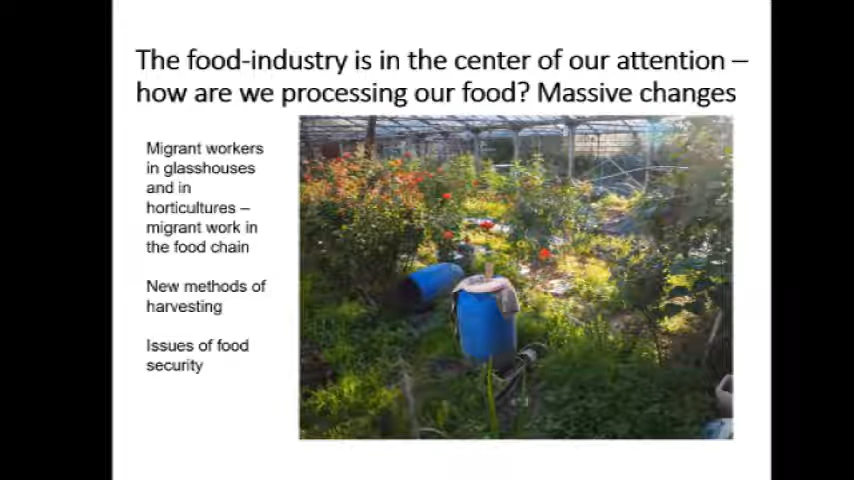 The food-industry is in the center of our attention –
how are we processing our food? Massive changes
Migrant workers
in glasshouses
and in
horticultures –
migrant work in
the food chain
New methods of
harvesting
Issues of food
security